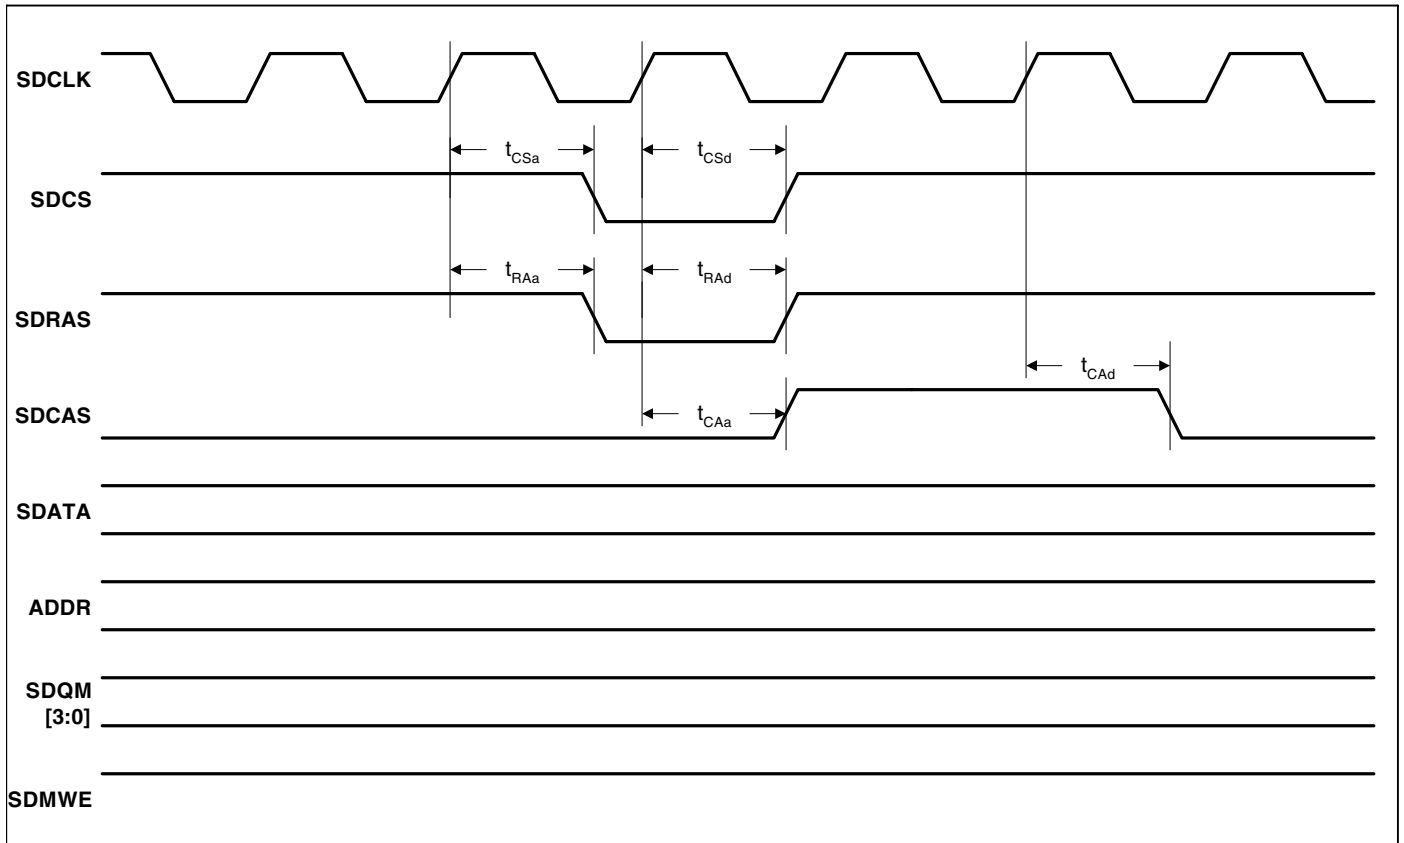 SDCLK
tCSa tCSd
SDCS
tRAa tRAd
SDRAS
tCAd
SDCAS
tCAa
SDATA
ADDR
SDQM
[3:0]
SDMWE